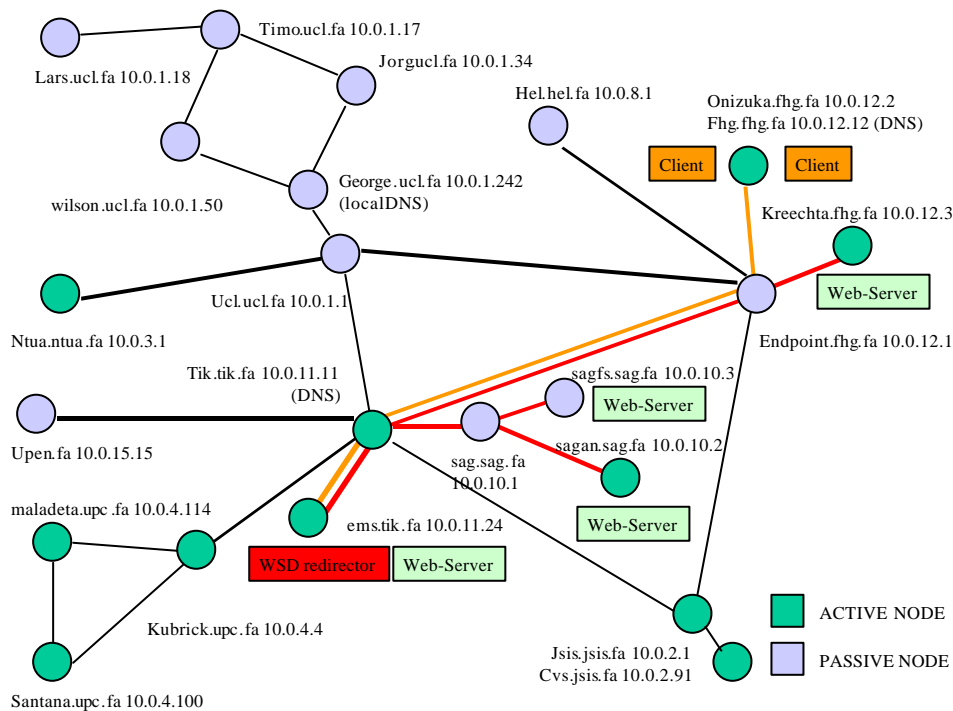 Timo.ucl.fa 10.0.1.17
Lars.ucl.fa 10.0.1.18
Jorgucl.fa 10.0.1.34
Hel.hel.fa 10.0.8.1
Onizuka.fhg.fa 10.0.12.2
Fhg.fhg.fa 10.0.12.12 (DNS)
Client
Client
George.ucl.fa 10.0.1.242
(localDNS)
wilson.ucl.fa 10.0.1.50
Kreechta.fhg.fa 10.0.12.3
Web-Server
Ucl.ucl.fa 10.0.1.1
Ntua.ntua.fa 10.0.3.1
Endpoint.fhg.fa 10.0.12.1
Tik.tik.fa 10.0.11.11
(DNS)
sagfs.sag.fa 10.0.10.3
Web-Server
Upen.fa 10.0.15.15
sagan.sag.fa 10.0.10.2
sag.sag.fa
10.0.10.1
Web-Server
maladeta.upc.fa 10.0.4.114
ems.tik.fa 10.0.11.24
WSD redirector
Web-Server
Kubrick.upc.fa 10.0.4.4
ACTIVE NODE
Jsis.jsis.fa 10.0.2.1
Cvs.jsis.fa 10.0.2.91
PASSIVE NODE
Santana.upc.fa 10.0.4.100